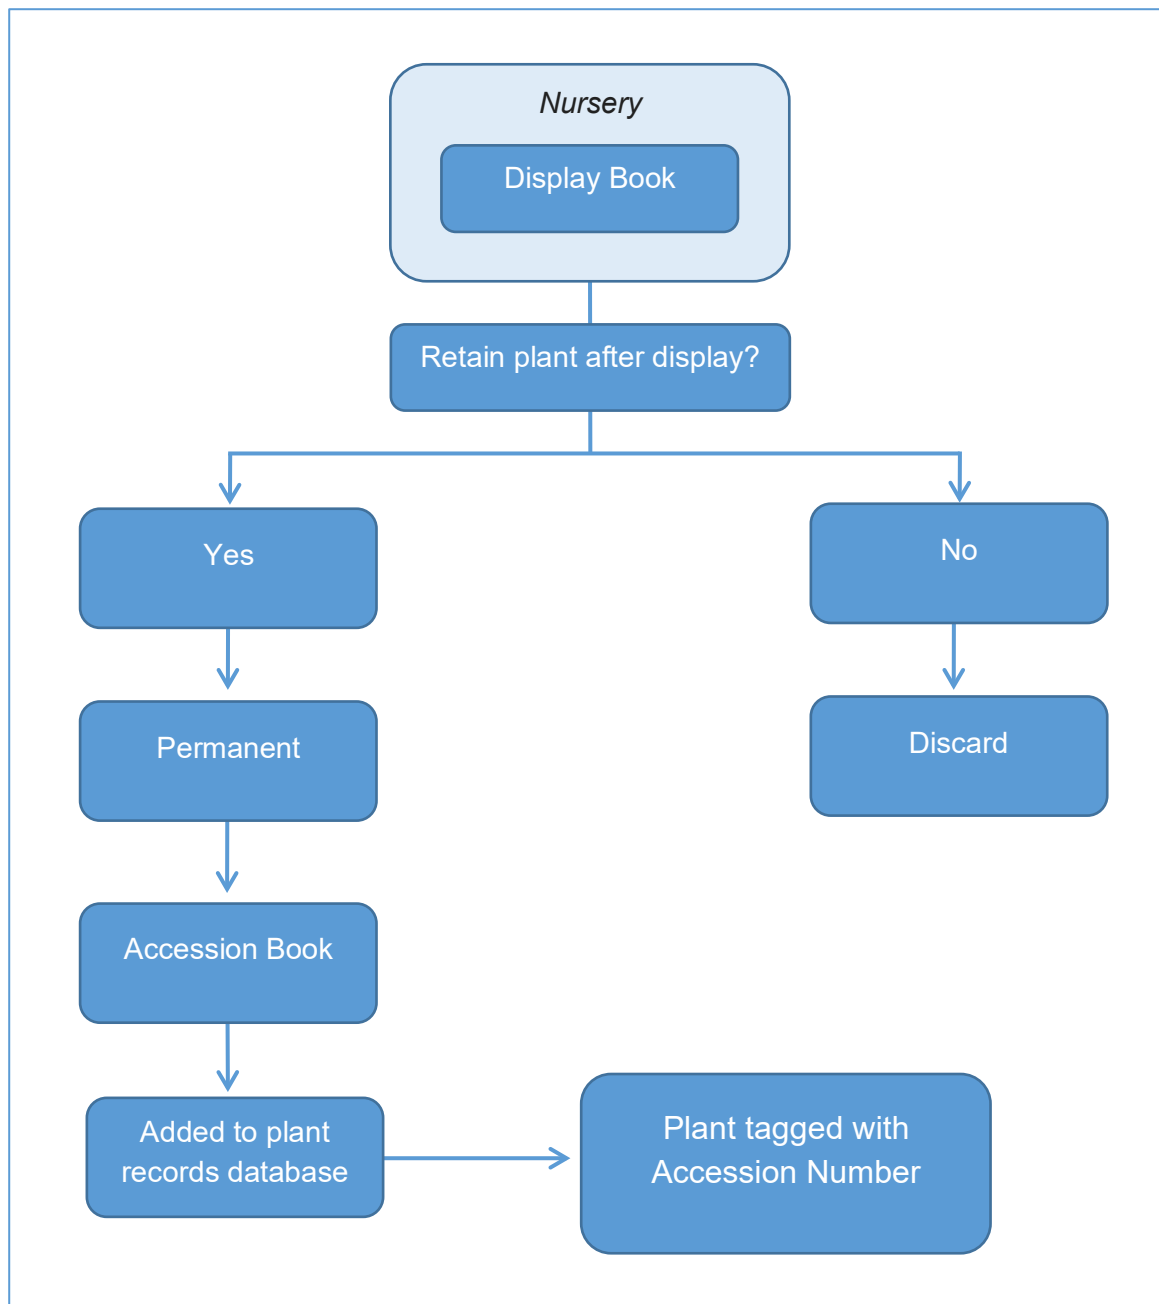 Nursery
Display Book
Retain plant after display?
Yes
No
Permanent
Discard
Accession Book
Added to plant
records database
Plant tagged with
Accession Number